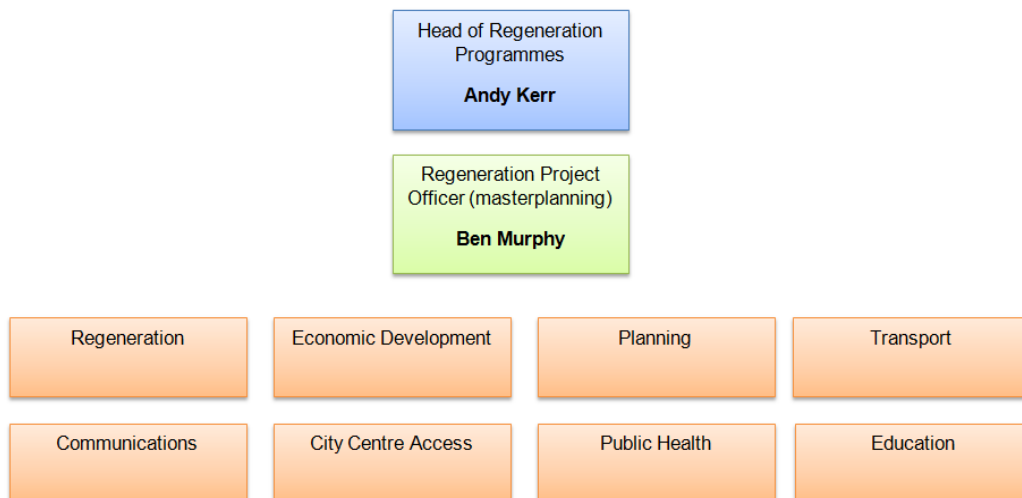 Head of Regeneration
Programmes
Andy Kerr
Regeneration Project
Officer (masterplanning)
Ben Murphy
Regeneration
Economic Development
Planning
Transport
Communications
City Centre Access
Public Health
Education